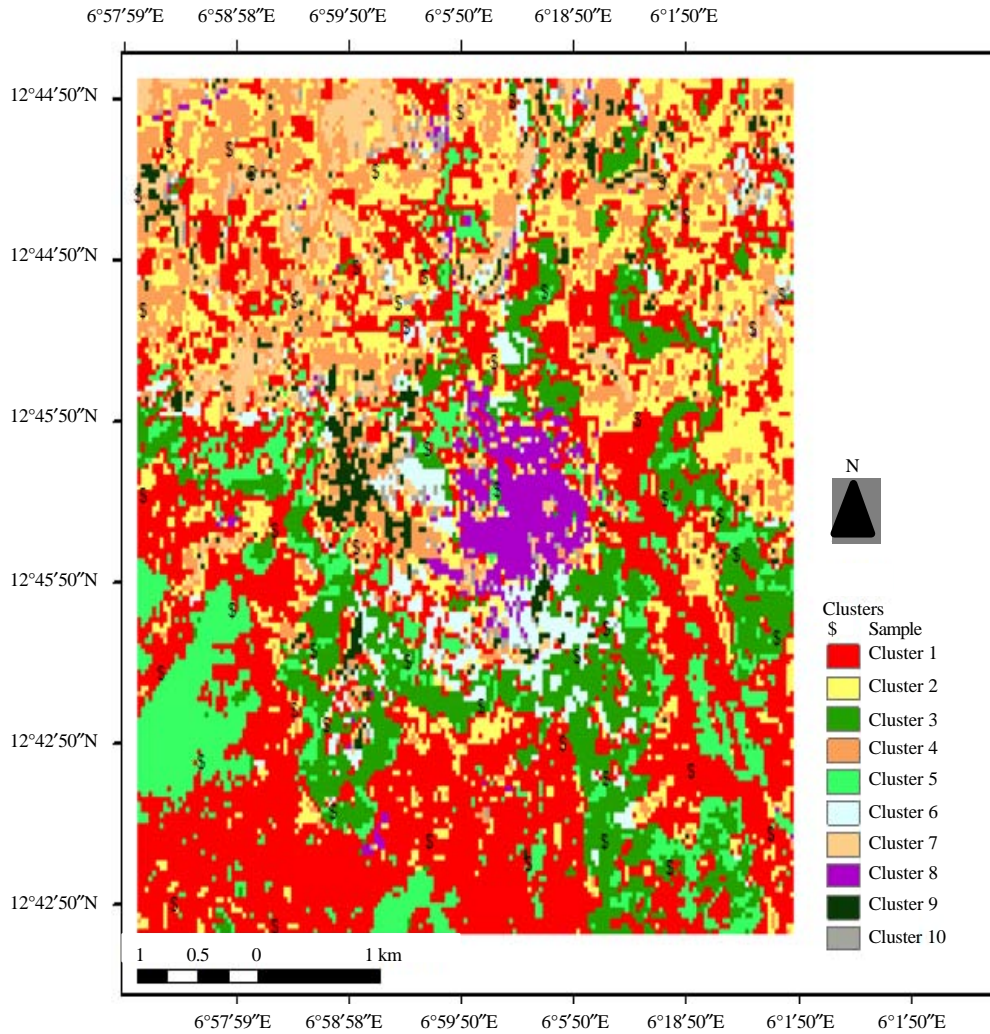 6°57′59″E 6°58′58″E 6°59′50″E 6°5′50″E 6°18′50″E 6°1′50″E
12°44′50″N
12°44′50″N
12°45′50″N
12°45′50″N
12°42′50″N
12°42′50″N
N
Clusters
$ Sample
Cluster 1
Cluster 2
Cluster 3
Cluster 4
Cluster 5
Cluster 6
Cluster 7
Cluster 8
Cluster 9
Cluster 10
1 0.5 0 1 km
6°57′59″E 6°58′58″E 6°59′50″E 6°5′50″E 6°18′50″E 6°1′50″E 6°1′50″E